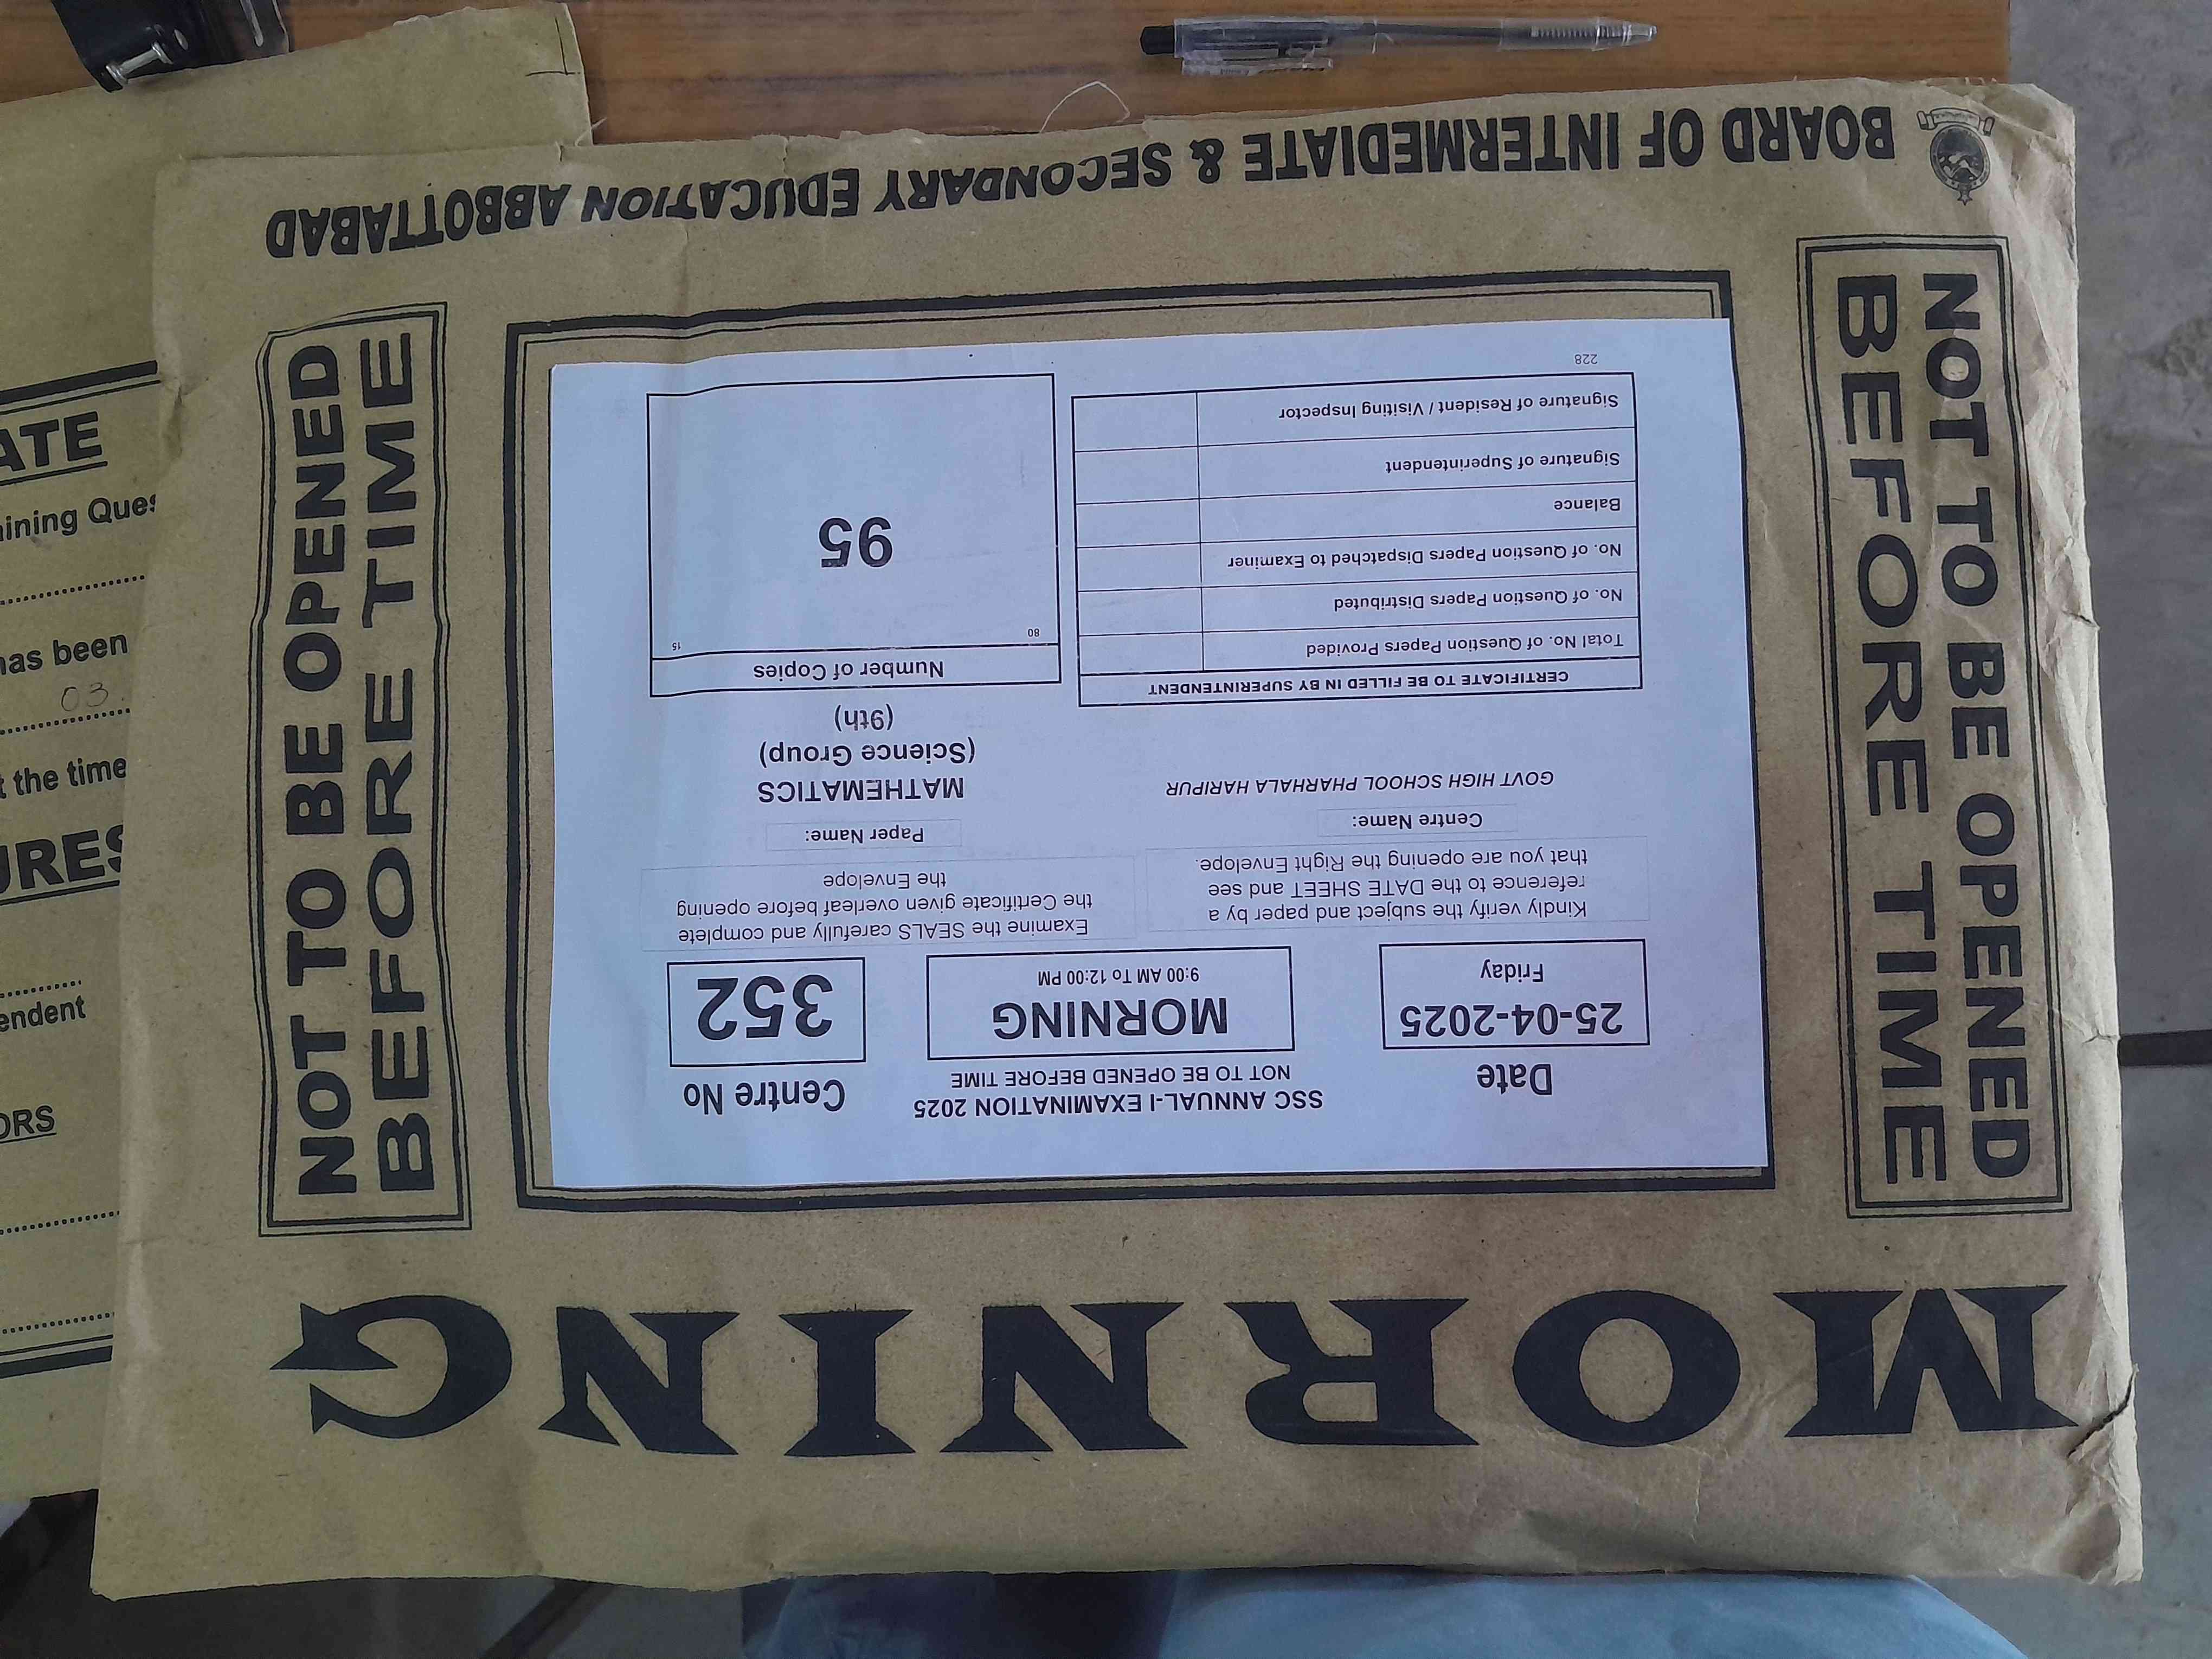 MORNING
NOT TO BE OPENED
BEFORE TIME
NOT TO BE OPENED
BEFORE TIME
Date
25-04-2025
Friday
SSC ANNUAL-I EXAMINATION 2025
NOT TO BE OPENED BEFORE TIME
MORNING
9:00 AM To 12:00 PM
Centre No
352
Kindly verify the subject and paper by a
reference to the DATE SHEET and see
that you are opening the Right Envelope.
Examine the SEALS carefully and complete
the Certificate given overleaf before opening
the Envelope
Centre Name:
GOVT HIGH SCHOOL PHARHALA HARIPUR
Paper Name:
MATHEMATICS
(Science Group)
(9th)
CERTIFICATE TO BE FILLED IN BY SUPERINTENDENT
Total No. of Question Papers Provided
No. of Question Papers Distributed
No. of Question Papers Dispatched to Examiner
Balance
Signature of Superintendent
Signature of Resident / Visiting Inspector
228
Number of Copies
80 15
95
BOARD OF INTERMEDIATE & SECONDARY EDUCATION ABBOTTABAD
ATE
ining Ques
as been
03.
the time
URES
endent
ORS